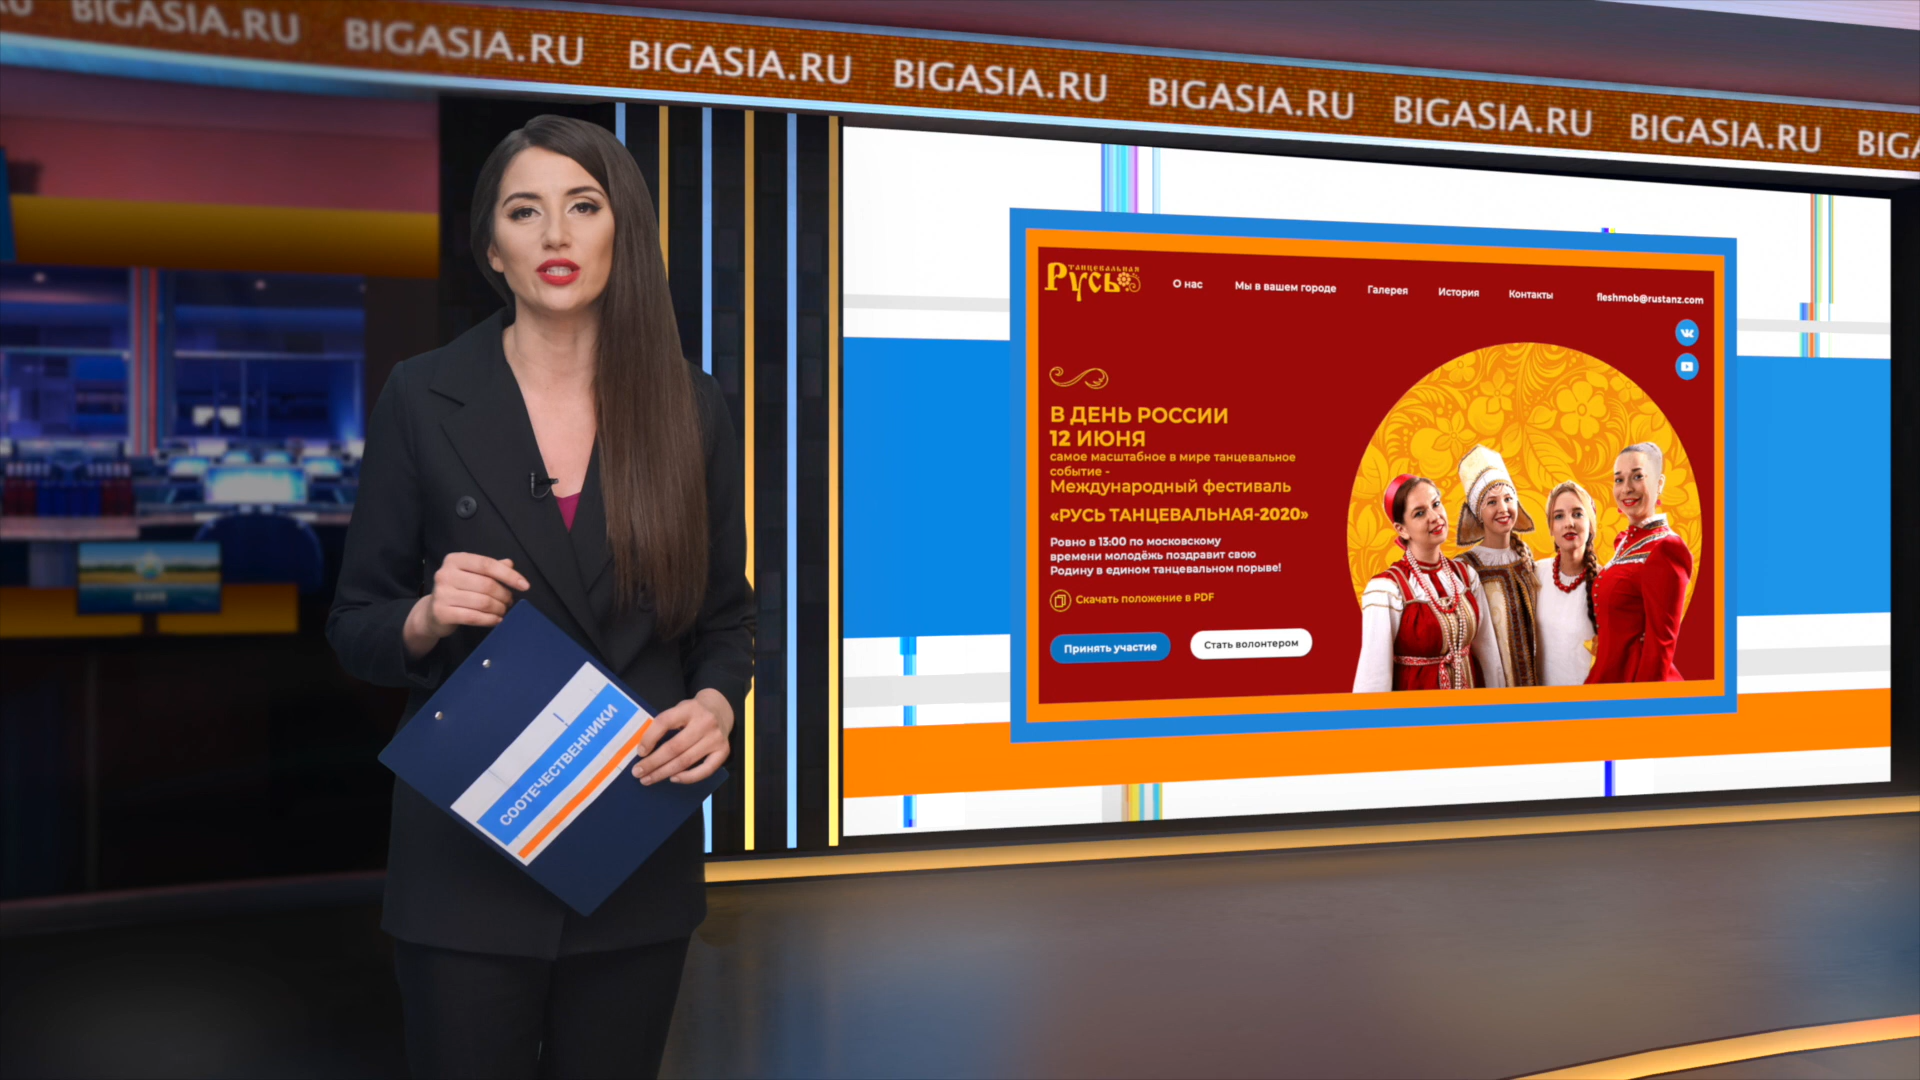 BIGASIA.RU BIGASIA.RU BIGASIA.RU BIGASIA.RU BIGASIA.RU BIGASIA.RU BIGASIA.RU
танцевальная
Русь
О нас Мы в вашем городе Галерея История Контакты fleshmob@rustanz.com
В ДЕНЬ РОССИИ
12 ИЮНЯ
самое масштабное в мире танцевальное
событие -
Международный фестиваль
«РУСЬ ТАНЦЕВАЛЬНАЯ-2020»
Ровно в 13:00 по московскому
времени молодёжь поздравит свою
Родину в едином танцевальном порыве!
Скачать положение в PDF
Принять участие Стать волонтером
СООТЕЧЕСТВЕННИКИ